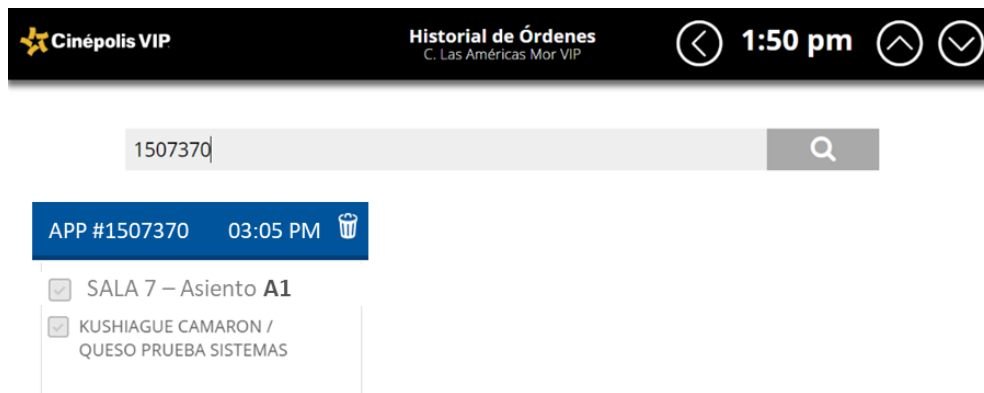 Cinépolis VIP
Historial de Órdenes
C. Las Américas Mor VIP
1:50 pm
1507370
APP #1507370 03:05 PM
SALA 7 – Asiento A1
KUSHIAGUE CAMARON /
QUESO PRUEBA SISTEMAS